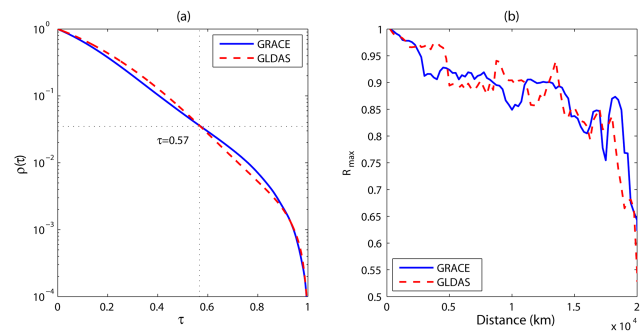 (a)
10^0
10^-1
10^-2
10^-3
10^-4
ρ(τ)
0
0.2
0.4
0.6
0.8
1
τ
τ=0.57
GRACE
GLDAS
(b)
1
0.95
0.9
0.85
0.8
0.75
0.7
0.65
0.6
0.55
0.5
R max
0
0.5
1
1.5
2
x 10^4
Distance (km)
GRACE
GLDAS